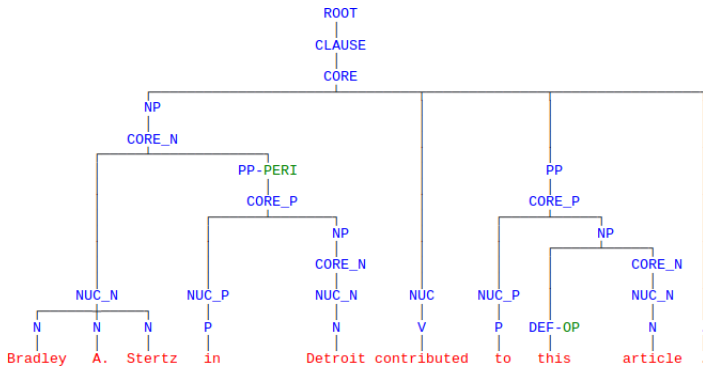 ROOT
CLAUSE
CORE
NP
CORE_N
PP-PERI PP
CORE_P CORE_P
NP NP
CORE_N CORE_N
NUC_N NUC_P NUC_N NUC NUC_P NUC_N
N N N P N V P DEF-OP N
Bradley A. Stertz in Detroit contributed to this article